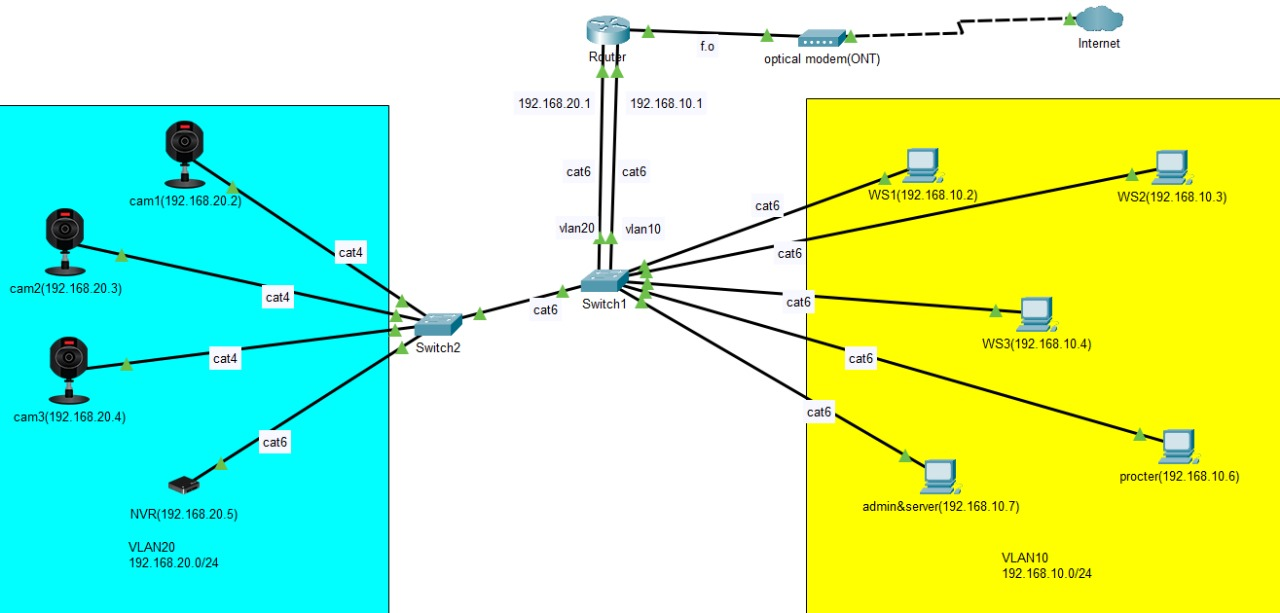 Router
f.o
optical modem(ONT)
Internet
192.168.20.1
192.168.10.1
cat6
cat6
vlan20
vlan10
Switch1
cat6
Switch2
cam1(192.168.20.2)
cat4
cam2(192.168.20.3)
cat4
cam3(192.168.20.4)
cat4
cat6
NVR(192.168.20.5)
VLAN20
192.168.20.0/24
cat6
WS1(192.168.10.2)
WS2(192.168.10.3)
cat6
cat6
WS3(192.168.10.4)
cat6
cat6
procter(192.168.10.6)
admin&server(192.168.10.7)
VLAN10
192.168.10.0/24